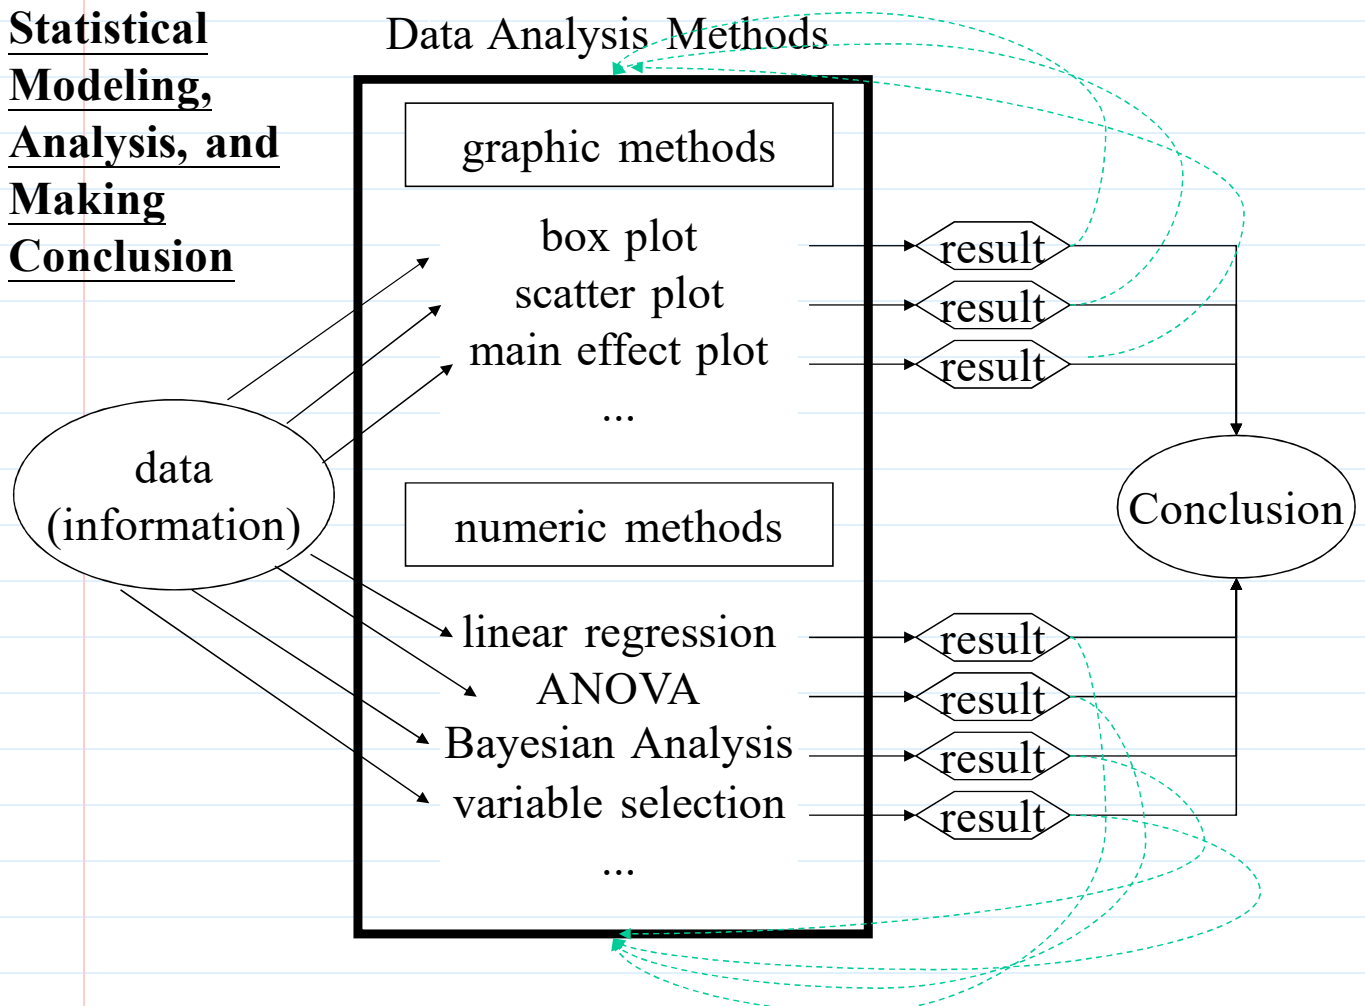 Statistical
Modeling,
Analysis, and
Making
Conclusion
Data Analysis Methods
graphic methods
box plot
scatter plot
main effect plot
...
data
(information)
numeric methods
linear regression
ANOVA
Bayesian Analysis
variable selection
...
result
result
result
Conclusion
result
result
result
result